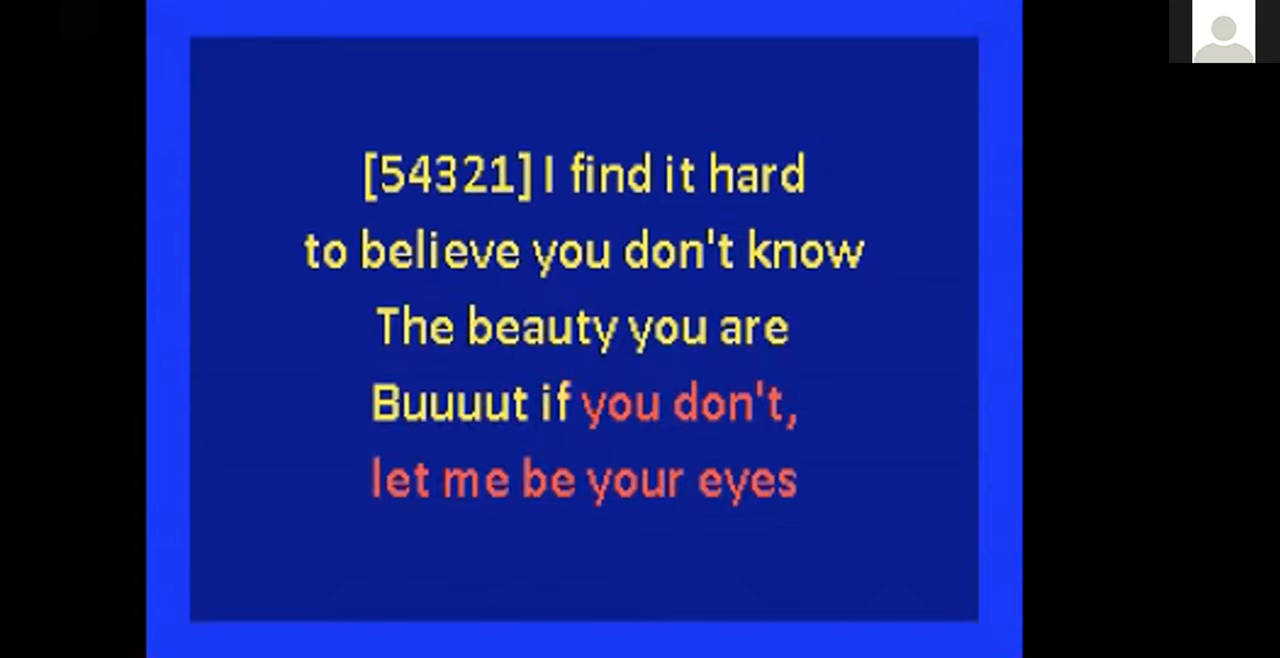 [54321] I find it hard
to believe you don't know
The beauty you are
Buuuut if you don't,
let me be your eyes